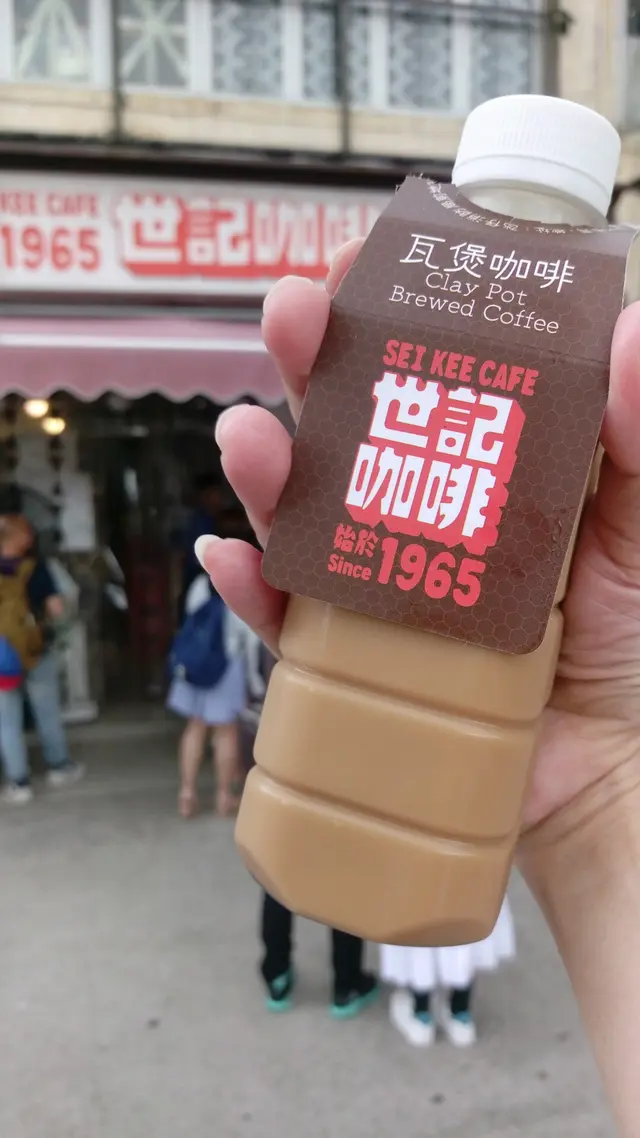 SEI KEE CAFE
1965
世記咖啡
瓦煲咖啡
Clay Pot
Brewed Coffee
SEI KEE CAFE
世記
咖啡
始於
Since 1965